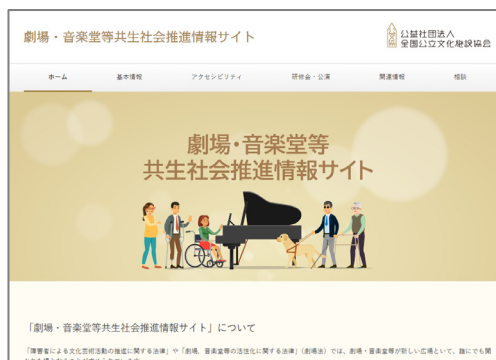 劇場・音楽堂等共生社会推進情報サイト
公益社団法人
全国公立文化施設協会
ホーム
基本情報
アクセシビリティ
研修会・公演
関連情報
相談
劇場・音楽堂等
共生社会推進情報サイト
「劇場・音楽堂等共生社会推進情報サイト」について
「障害者による文化芸術活動の推進に関する法律」や「劇場、音楽堂等の活性化に関する法律」（劇場法）では、劇場・音楽堂等が新しい広場として、誰にでも開